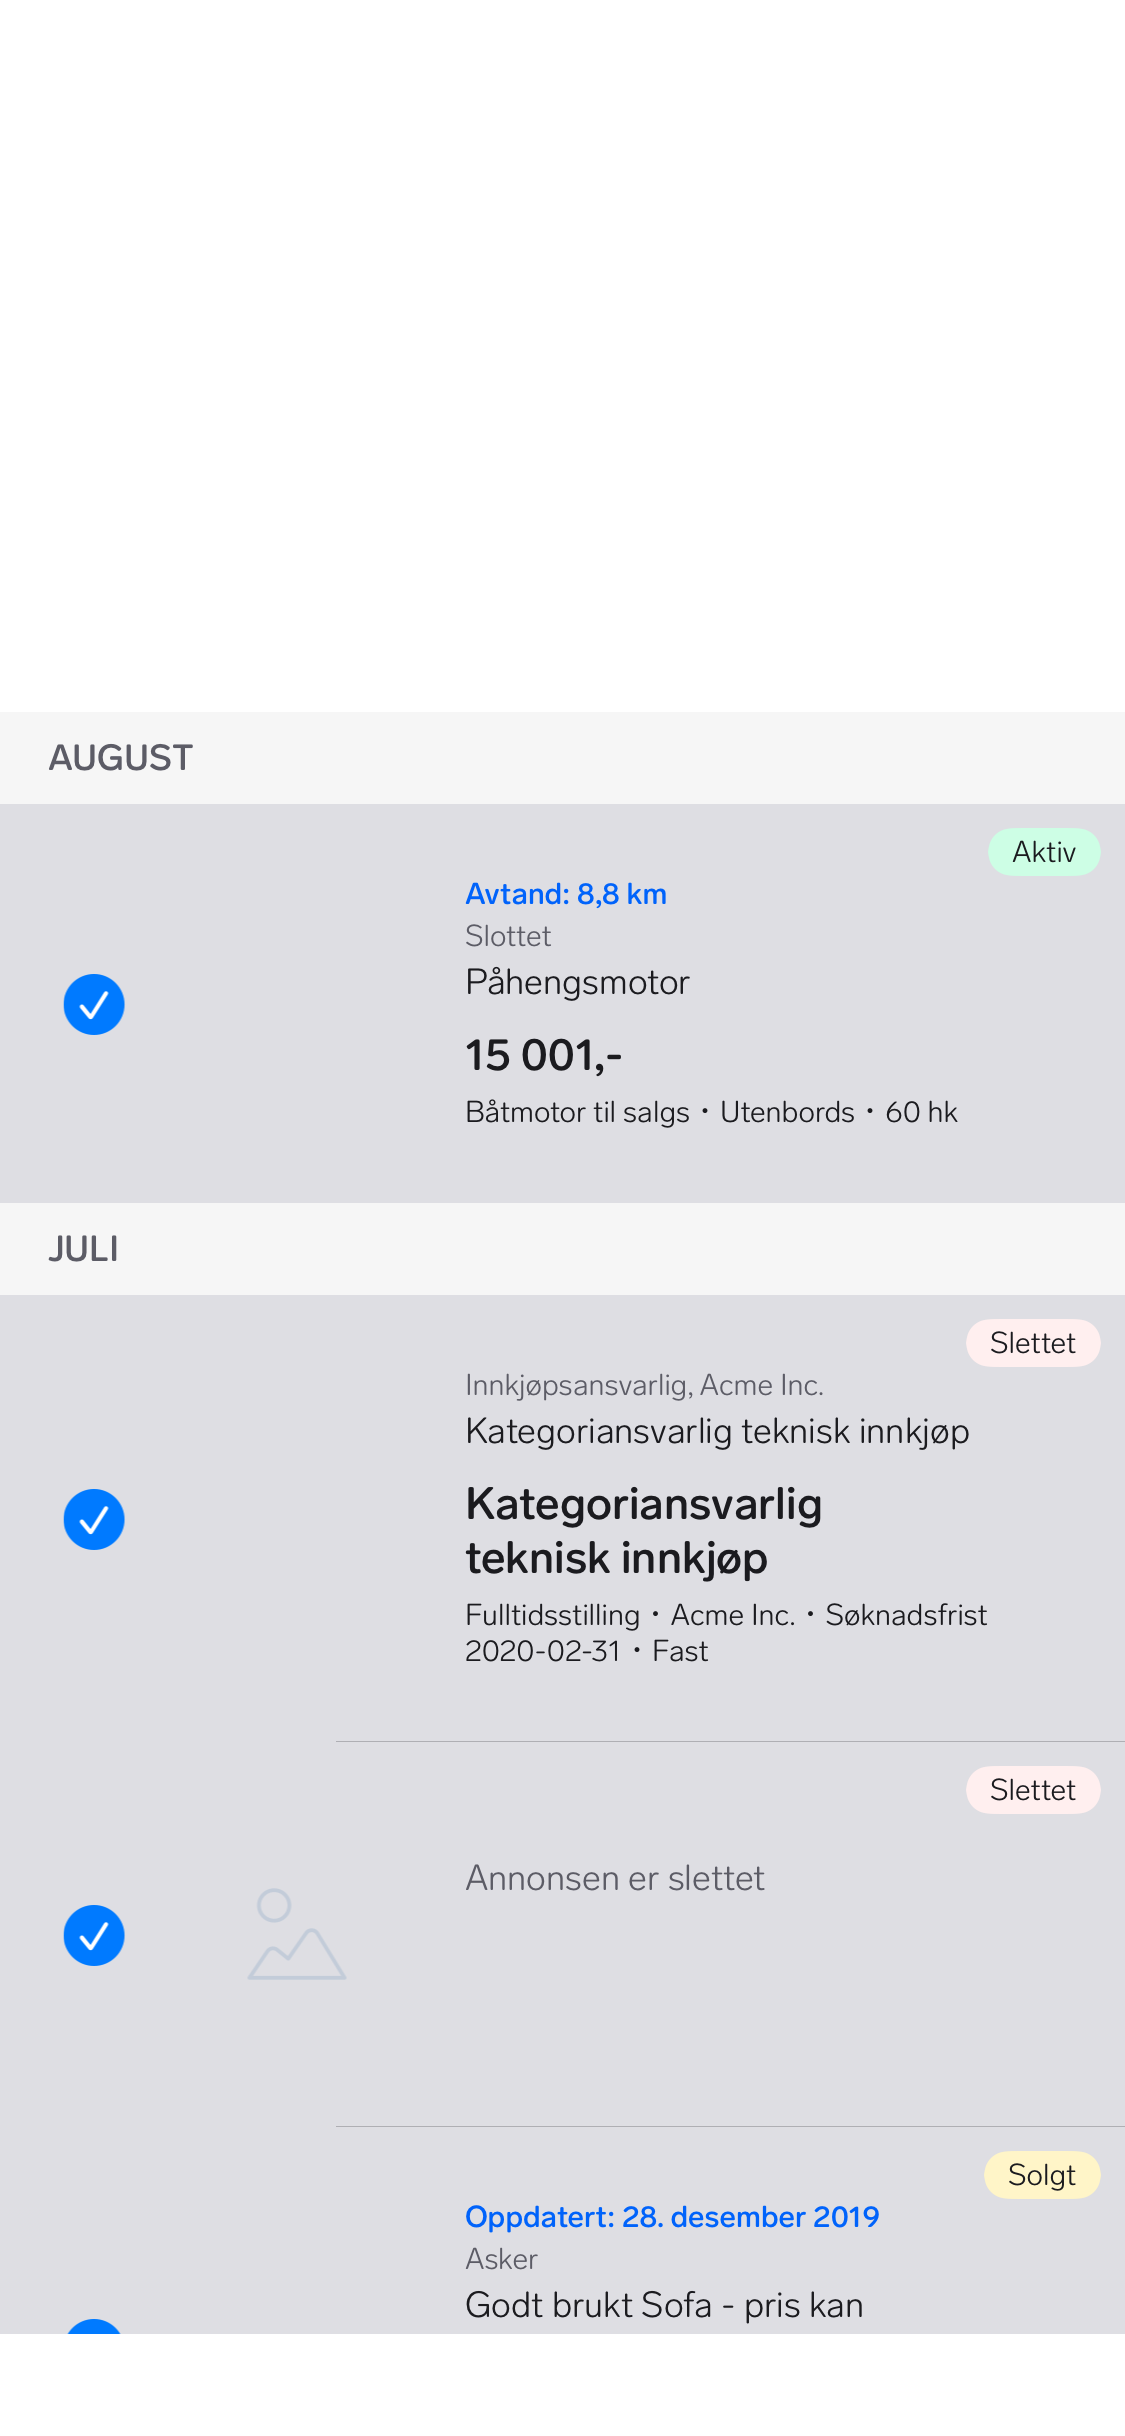 AUGUST
Aktiv
Avtand: 8,8 km
Slottet
Påhengsmotor
15 001,-
Båtmotor til salgs • Utenbords • 60 hk
JULI
Slettet
Innkjøpsansvarlig, Acme Inc.
Kategoriansvarlig teknisk innkjøp
Kategoriansvarlig
teknisk innkjøp
Fulltidsstilling • Acme Inc. • Søknadsfrist
2020-02-31 • Fast
Slettet
Annonsen er slettet
Solgt
Oppdatert: 28. desember 2019
Asker
Godt brukt Sofa - pris kan